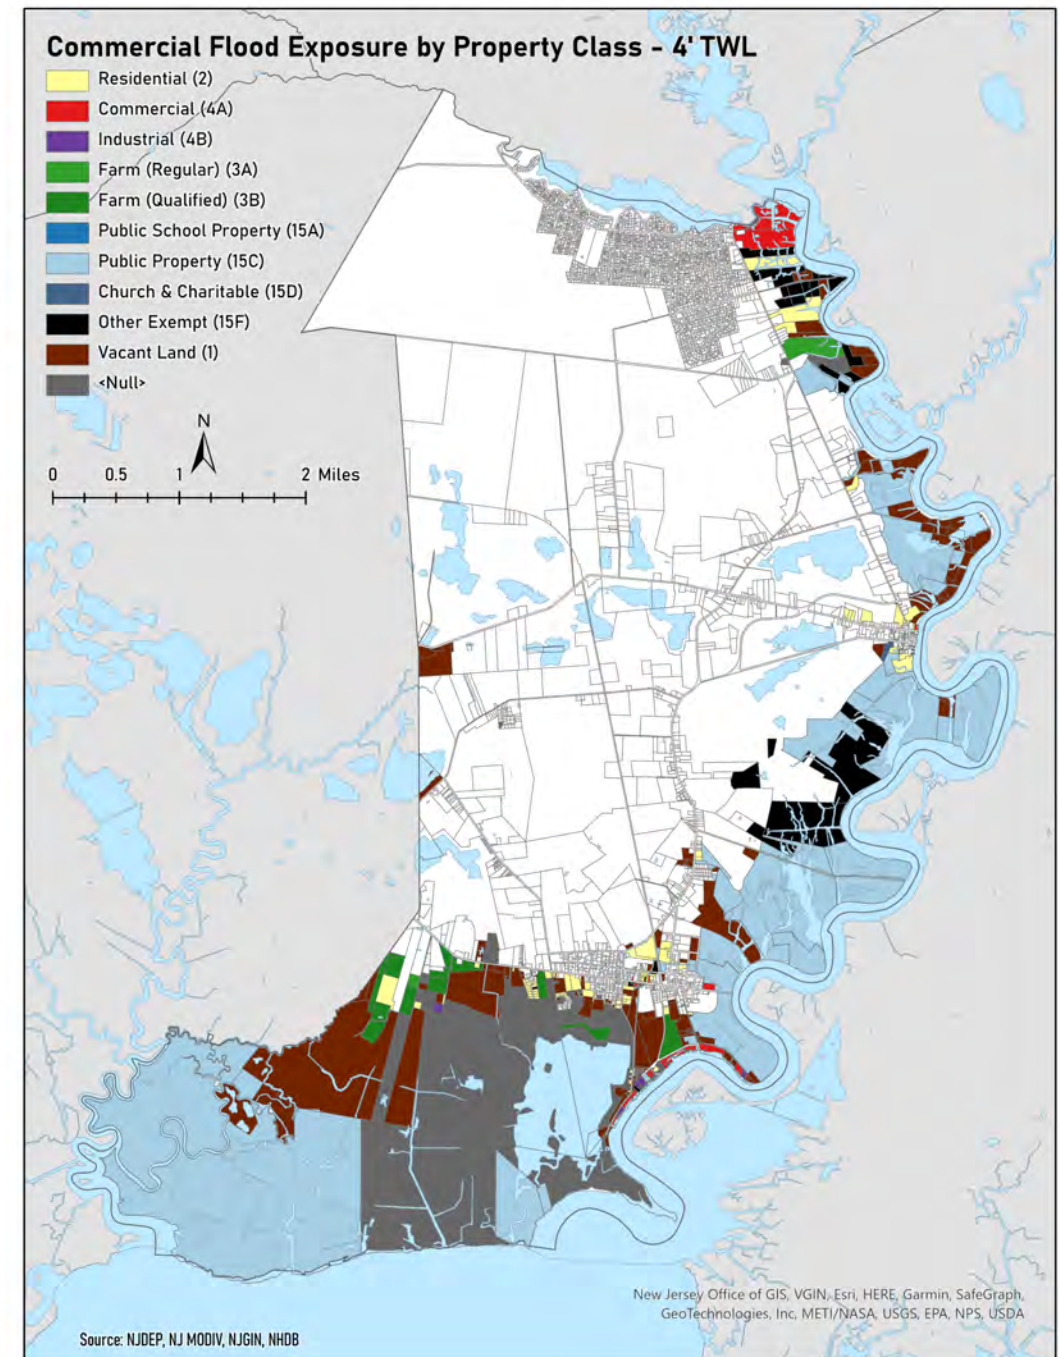 Commercial Flood Exposure by Property Class - 4' TWL
Residential (2)
Commercial (4A)
Industrial (4B)
Farm (Regular) (3A)
Farm (Qualified) (3B)
Public School Property (15A)
Public Property (15C)
Church & Charitable (15D)
Other Exempt (15F)
Vacant Land (1)
<Null>
N
0 0.5 1 2 Miles
New Jersey Office of GIS, VGIN, Esri, HERE, Garmin, SafeGraph,
GeoTechnologies, Inc, METI/NASA, USGS, EPA, NPS, USDA
Source: NJDEP, NJ MODIV, NJGIN, NHDB